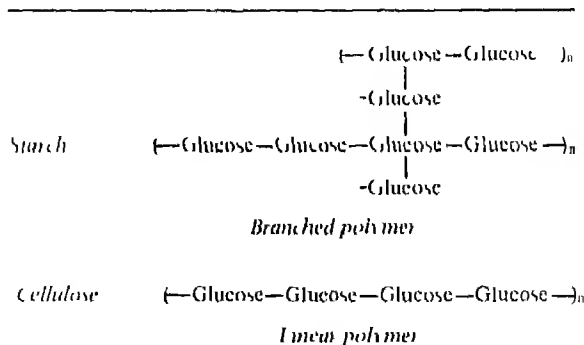 (—Glucose—Glucose )n
-Glucose
Starch (—Glucose—Glucose—Glucose—Glucose—)n
-Glucose
Branched polymer
Cellulose (—Glucose—Glucose—Glucose—Glucose—)n
Linear polymer